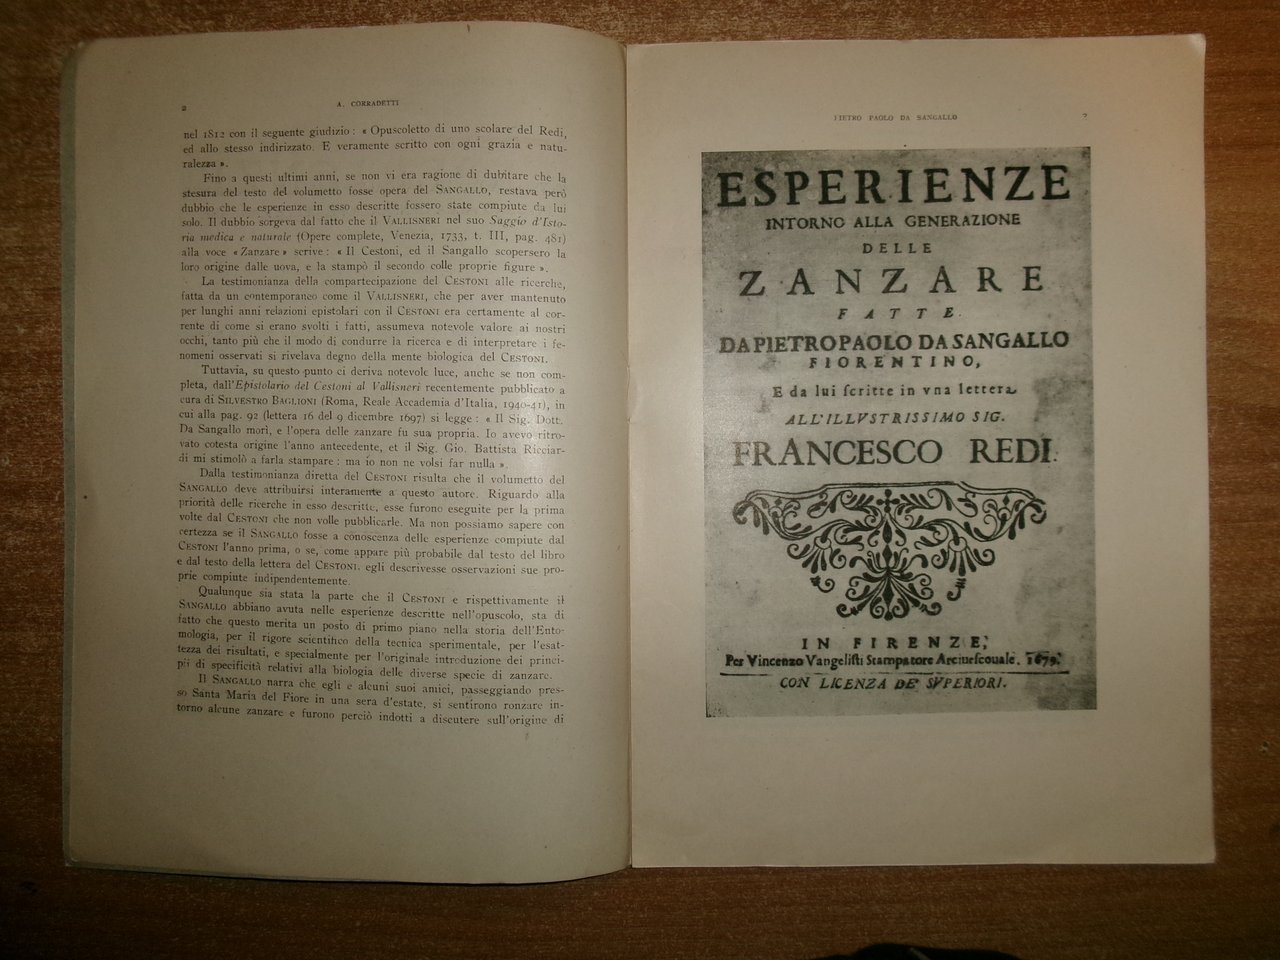 2
A. CORRADETTI
nel 1812 con il seguente giudizio : « Opuscoletto di uno scolare del Redi,
ed allo stesso indirizzato. E veramente scritto con ogni grazia e natu-
ralezza ».
Fino a questi ultimi anni, se non vi era ragione di dubitare che la
stesura del testo del volumetto fosse opera del SANGALLO, restava però
dubbio che le esperienze in esso descritte fossero state compiute da lui
solo. Il dubbio sorgeva dal fatto che il VALLISNERI nel suo Saggio d'Isto-
ria medica e naturale (Opere complete, Venezia, 1733, t. III, pag. 481)
alla voce « Zanzare » scrive : « Il Cestoni, ed il Sangallo scopersero la
loro origine dalle uova, e la stampò il secondo colle proprie figure ».
La testimonianza della compartecipazione del CESTONI alle ricerche,
fatta da un contemporaneo come il VALLISNERI, che per aver mantenuto
per lunghi anni relazioni epistolari con il CESTONI era certamente al cor-
rente di come si erano svolti i fatti, assumeva notevole valore ai nostri
occhi, tanto più che il modo di condurre la ricerca e di interpretare i fe-
nomeni osservati si rivelava degno della mente biologica del CESTONI.
Tuttavia, su questo punto ci deriva notevole luce, anche se non com-
pleta, dall'Epistolario del Cestoni al Vallisneri recentemente pubblicato a
cura di SILVESTRO BAGLIONI (Roma, Reale Accademia d'Italia, 1940-41), in
cui alla pag. 92 (lettera 16 del 9 dicembre 1697) si legge : « Il Sig. Dott.
Da Sangallo morì, e l'opera delle zanzare fu sua propria. Io avevo ritro-
vato cotesta origine l'anno antecedente, et il Sig. Gio. Battista Ricciar-
di mi stimolò a farla stampare : ma io non ne volsi far nulla ».
Dalla testimonianza diretta del CESTONI risulta che il volumetto del
SANGALLO deve attribuirsi interamente a questo autore. Riguardo alla
priorità delle ricerche in esso descritte, esse furono eseguite per la prima
volte dal CESTONI che non volle pubblicarle. Ma non possiamo sapere con
certezza se il SANGALLO fosse a conoscenza delle esperienze compiute dal
CESTONI l'anno prima, o se, come appare più probabile dal testo del libro
e dal testo della lettera del CESTONI, egli descrivesse osservazioni sue pro-
prie compiute indipendentemente.
Qualunque sia stata la parte che il CESTONI e rispettivamente il
SANGALLO abbiano avuta nelle esperienze descritte nell'opuscolo, sta di
fatto che questo merita un posto di primo piano nella storia dell'Ento-
mologia, per il rigore scientifico della tecnica sperimentale, per l'esat-
tezza dei risultati, e specialmente per l'originale introduzione dei princi-
pii di specificità relativi alla biologia delle diverse specie di zanzare.
Il SANGALLO narra che egli e alcuni suoi amici, passeggiando pres-
so Santa Maria del Fiore in una sera d'estate, si sentirono ronzare in-
torno alcune zanzare e furono perciò indotti a discutere sull'origine di
PIETRO PAOLO DA SANGALLO
ESPERIENZE
INTORNO ALLA GENERAZIONE
DELLE
ZANZARE
FATTE
DA PIETRO PAOLO DA SANGALLO
FIORENTINO,
E da lui scritte in vna lettera
ALL'ILLVSTRISSIMO SIG.
FRANCESCO REDI.
IN FIRENZE,
Per Vincenzo Vangelisti Stampatore Arciuescouale. 1679.
CON LICENZA DE' SVPERIORI.